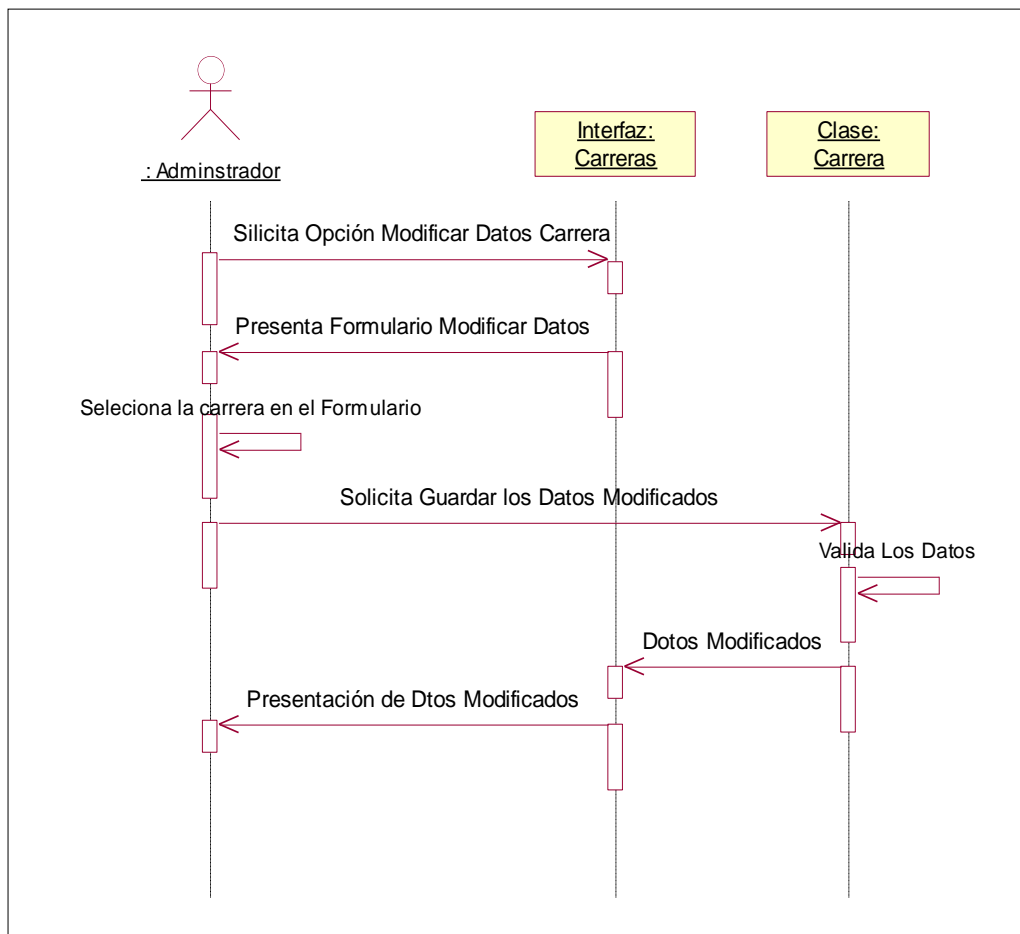 : Adminstrador
Interfaz:
Carreras
Clase:
Carrera
Silicita Opción Modificar Datos Carrera
Presenta Formulario Modificar Datos
Seleciona la carrera en el Formulario
Solicita Guardar los Datos Modificados
Valida Los Datos
Dotos Modificados
Presentación de Dtos Modificados